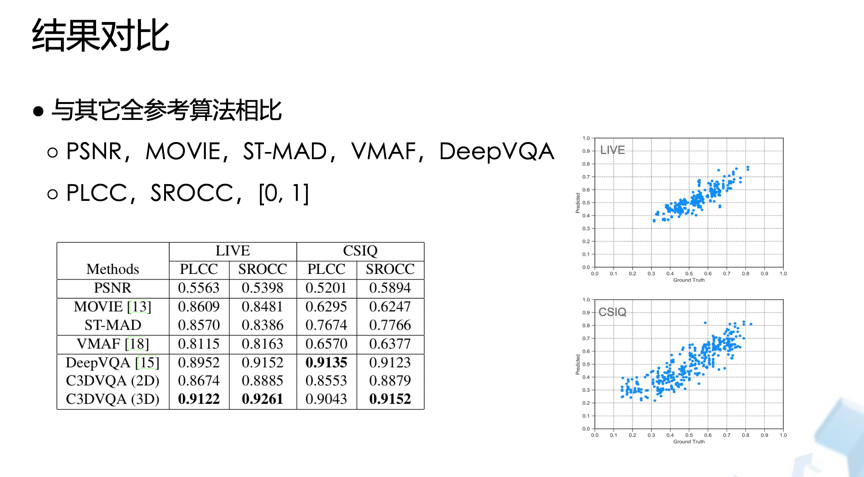 结果对比
● 与其它全参考算法相比
○ PSNR，MOVIE，ST-MAD，VMAF，DeepVQA
○ PLCC，SROCC，[0, 1]
LIVE CSIQ
Methods PLCC SROCC PLCC SROCC
PSNR 0.5563 0.5398 0.5201 0.5894
MOVIE [13] 0.8609 0.8481 0.6295 0.6247
ST-MAD 0.8570 0.8386 0.7674 0.7766
VMAF [18] 0.8115 0.8163 0.6570 0.6377
DeepVQA [15] 0.8952 0.9152 0.9135 0.9123
C3DVQA (2D) 0.8674 0.8885 0.8553 0.8879
C3DVQA (3D) 0.9122 0.9261 0.9043 0.9152
LIVE
Predicted
1.0
0.9
0.8
0.7
0.6
0.5
0.4
0.3
0.2
0.1
0.0
0.0 0.1 0.2 0.3 0.4 0.5 0.6 0.7 0.8 0.9 1.0
Ground Truth
CSIQ
Predicted
1.0
0.9
0.8
0.7
0.6
0.5
0.4
0.3
0.2
0.1
0.0
0.0 0.1 0.2 0.3 0.4 0.5 0.6 0.7 0.8 0.9 1.0
Ground Truth